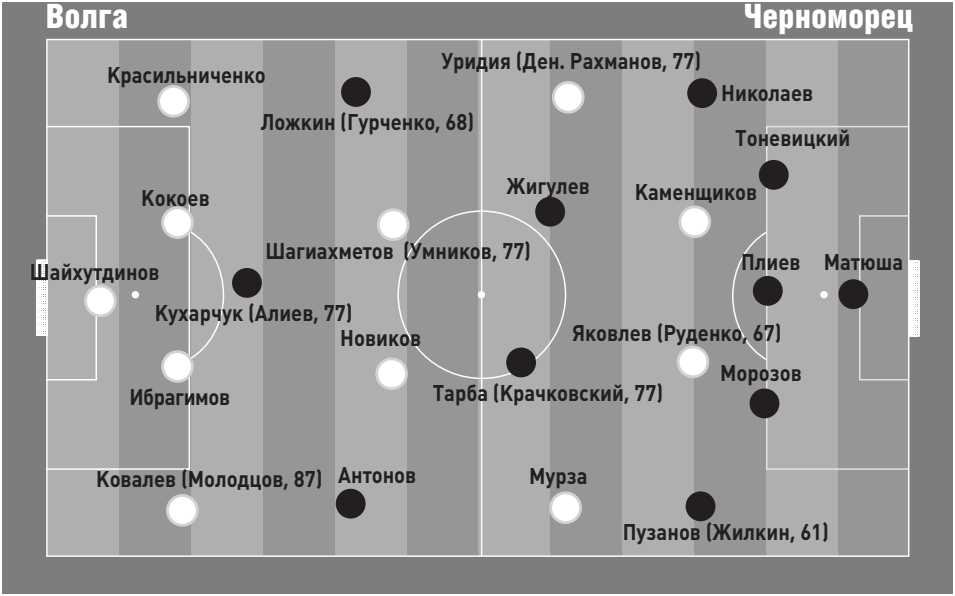 Волга
Черноморец
Красильниченко
Уридия (Ден. Рахманов, 77)
Николаев
Ложкин (Гурченко, 68)
Тоневицкий
Кокоев
Жигулев
Каменщиков
Шагиахметов (Умников, 77)
Шайхутдинов
Плиев
Матюша
Кухарчук (Алиев, 77)
Новиков
Яковлев (Руденко, 67)
Ибрагимов
Тарба (Крачковский, 77)
Морозов
Ковалев (Молодцов, 87)
Антонов
Мурза
Пузанов (Жилкин, 61)